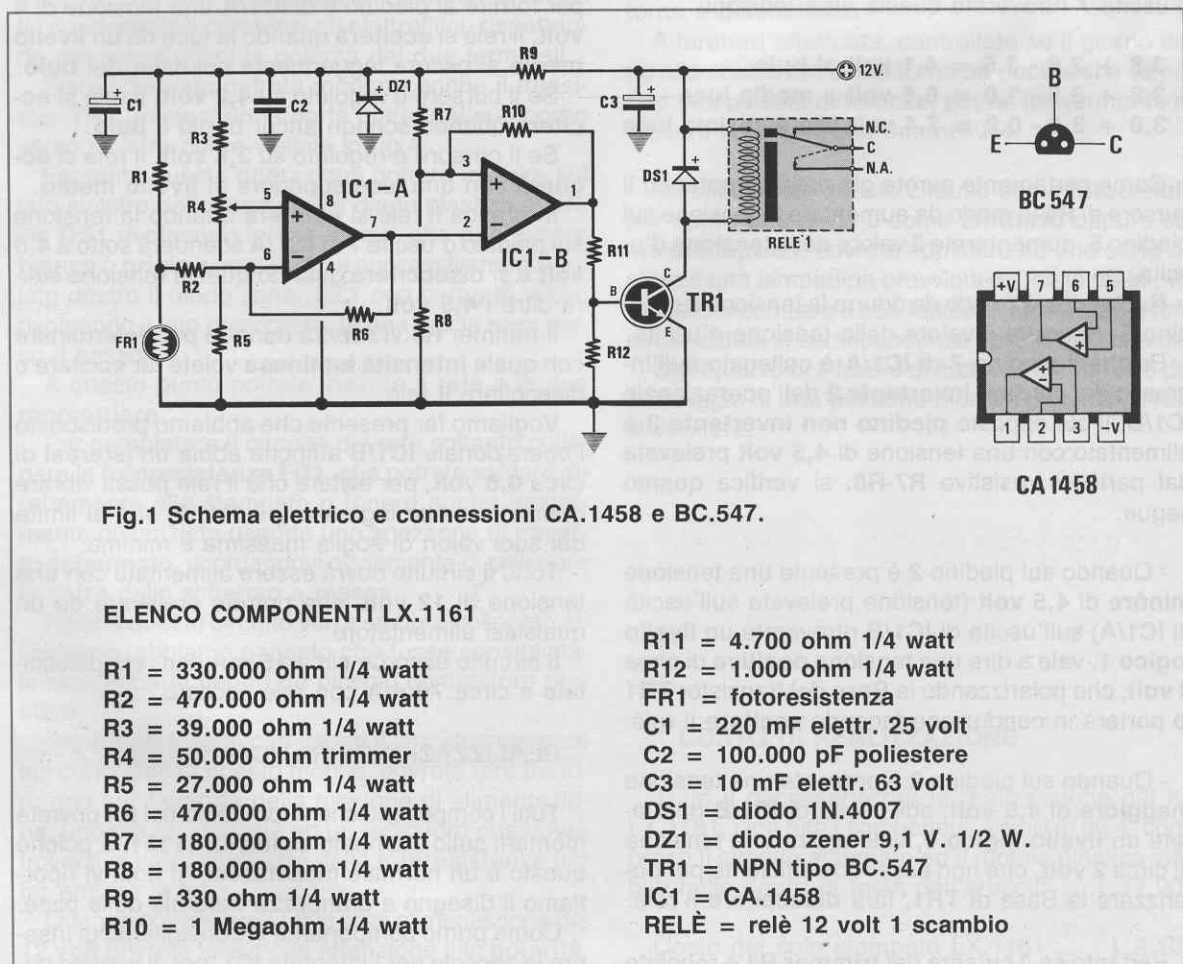 R9
12V.
C1
C2
DZ1
R7
R10
C3
R3
R1
R4
IC1-A
5
8
6
4
7
3
2
1
IC1-B
R2
R6
R5
R8
FR1
R11
R12
B
C
E
TR1
DS1
N.C.
C
N.A.
RELE' 1
B
E
C
BC 547
+V 7 6 5
1 2 3 -V
CA1458
Fig.1 Schema elettrico e connessioni CA.1458 e BC.547.
ELENCO COMPONENTI LX.1161
R1 = 330.000 ohm 1/4 watt
R2 = 470.000 ohm 1/4 watt
R3 = 39.000 ohm 1/4 watt
R4 = 50.000 ohm trimmer
R5 = 27.000 ohm 1/4 watt
R6 = 470.000 ohm 1/4 watt
R7 = 180.000 ohm 1/4 watt
R8 = 180.000 ohm 1/4 watt
R9 = 330 ohm 1/4 watt
R10 = 1 Megaohm 1/4 watt
R11 = 4.700 ohm 1/4 watt
R12 = 1.000 ohm 1/4 watt
FR1 = fotoresistenza
C1 = 220 mF elettr. 25 volt
C2 = 100.000 pF poliestere
C3 = 10 mF elettr. 63 volt
DS1 = diodo 1N.4007
DZ1 = diodo zener 9,1 V. 1/2 W.
TR1 = NPN tipo BC.547
IC1 = CA.1458
RELÈ = relè 12 volt 1 scambio